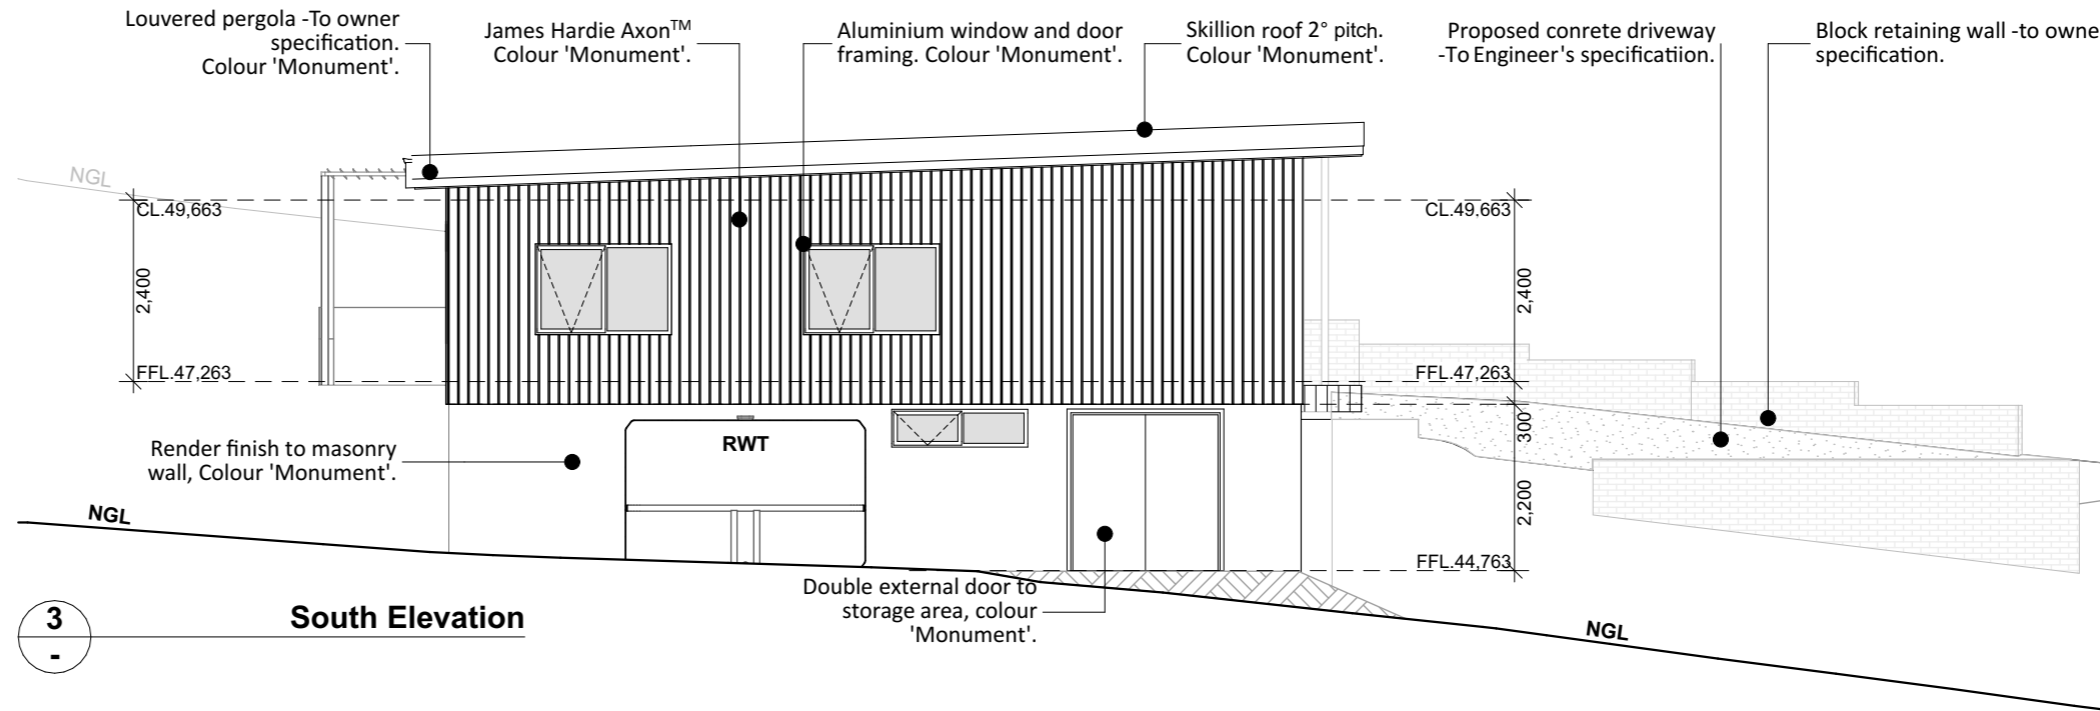 Louvered pergola -To owner
specification.
Colour 'Monument'.
James Hardie Axon™
Colour 'Monument'.
Aluminium window and door
framing. Colour 'Monument'.
Skillion roof 2° pitch.
Colour 'Monument'.
Proposed conrete driveway
-To Engineer's specificatiion.
Block retaining wall -to owne
specification.
NGL
CL.49,663
CL.49,663
2,400
2,400
FFL.47,263
FFL.47,263
300
Render finish to masonry
wall, Colour 'Monument'.
RWT
2,200
NGL
FFL.44,763
Double external door to
storage area, colour
'Monument'.
NGL
3
-
South Elevation